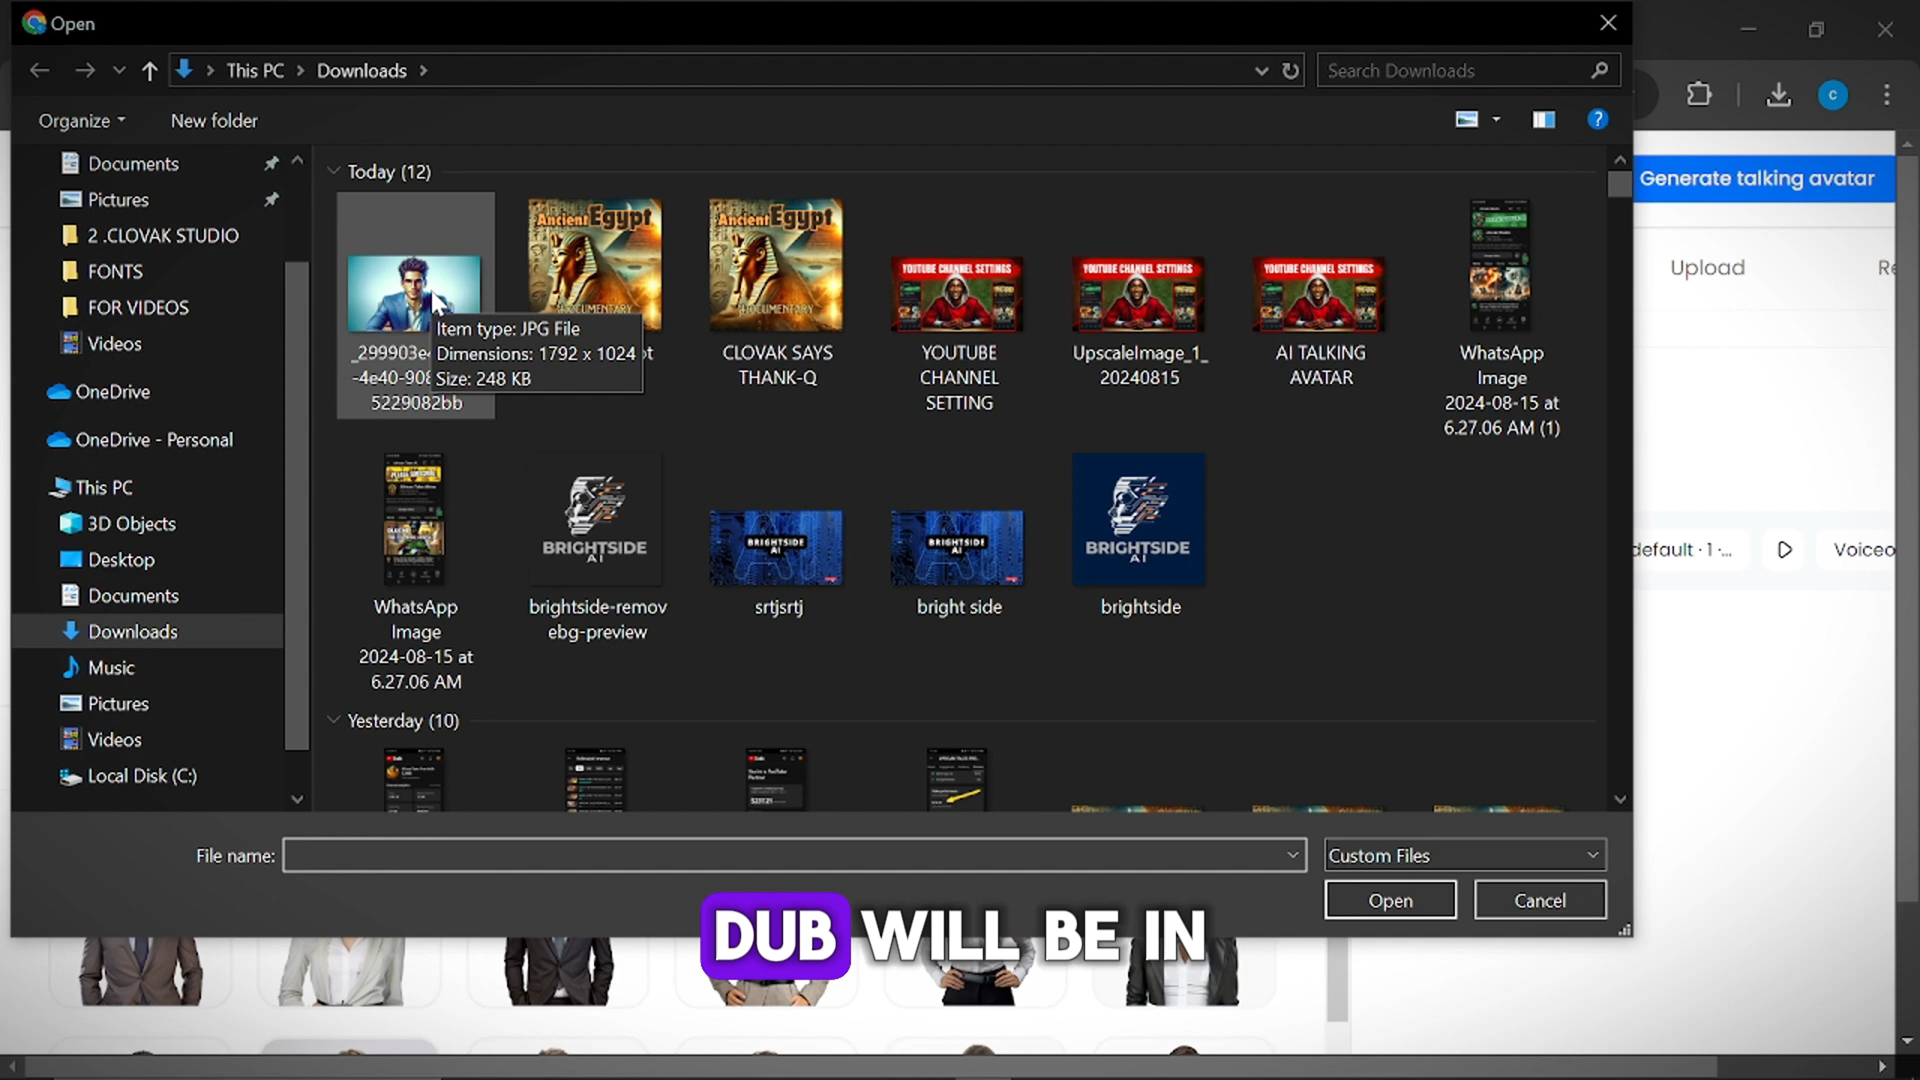 Open
This PC
Downloads
Search Downloads
Organize
New folder
Documents
Pictures
2 .CLOVAK STUDIO
FONTS
FOR VIDEOS
Videos
OneDrive
OneDrive - Personal
This PC
3D Objects
Desktop
Documents
Downloads
Music
Pictures
Videos
Local Disk (C:)
Today (12)
Ancient Egypt
DOCUMENTARY
Ancient Egypt
YOUTUBE CHANNEL SETTINGS
YOUTUBE CHANNEL SETTINGS
YOUTUBE CHANNEL SETTINGS
_299903e
-4e40-908
5229082bb
Item type: JPG File
Dimensions: 1792 x 1024
Size: 248 KB
CLOVAK SAYS
THANK-Q
YOUTUBE
CHANNEL
SETTING
UpscaleImage_1_
20240815
AI TALKING
AVATAR
WhatsApp
Image
2024-08-15 at
6.27.06 AM (1)
BRIGHTSIDE
AI
BRIGHTSIDE
AI
BRIGHTSIDE
AI
BRIGHTSIDE
AI
WhatsApp
Image
2024-08-15 at
6.27.06 AM
brightside-remov
ebg-preview
srtjsrtj
bright side
brightside
Yesterday (10)
File name:
Custom Files
Open
Cancel
Generate talking avatar
Upload
Re
default · 1 ·...
Voiceo
c
DUB WILL BE IN